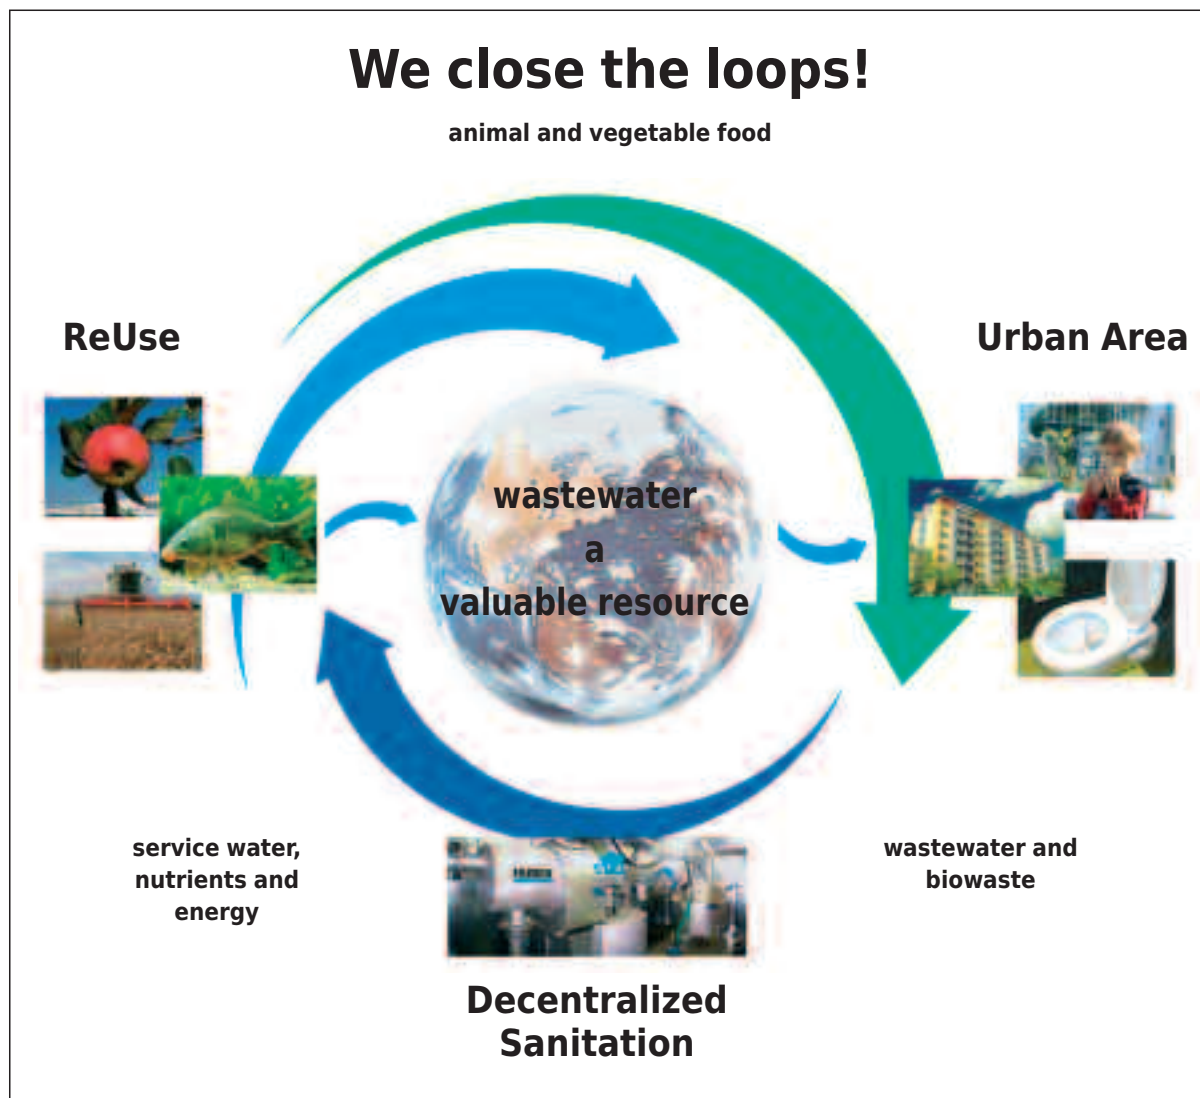 We close the loops!
animal and vegetable food
ReUse
Urban Area
wastewater
a
valuable resource
service water,
nutrients and
energy
wastewater and
biowaste
Decentralized
Sanitation